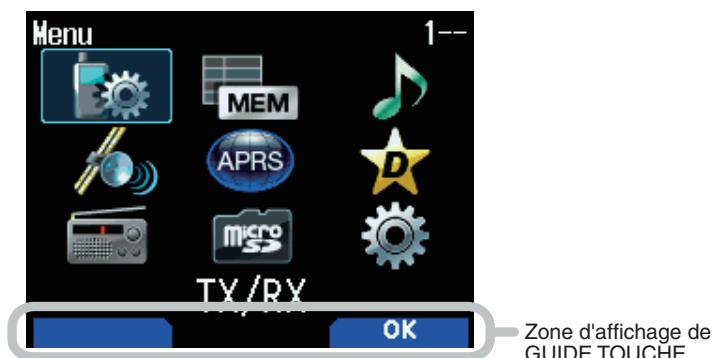 Menu 1--
MEM
APRS
D
micro
SD
TX/RX
OK
Zone d'affichage de
GUIDE TOUCHE